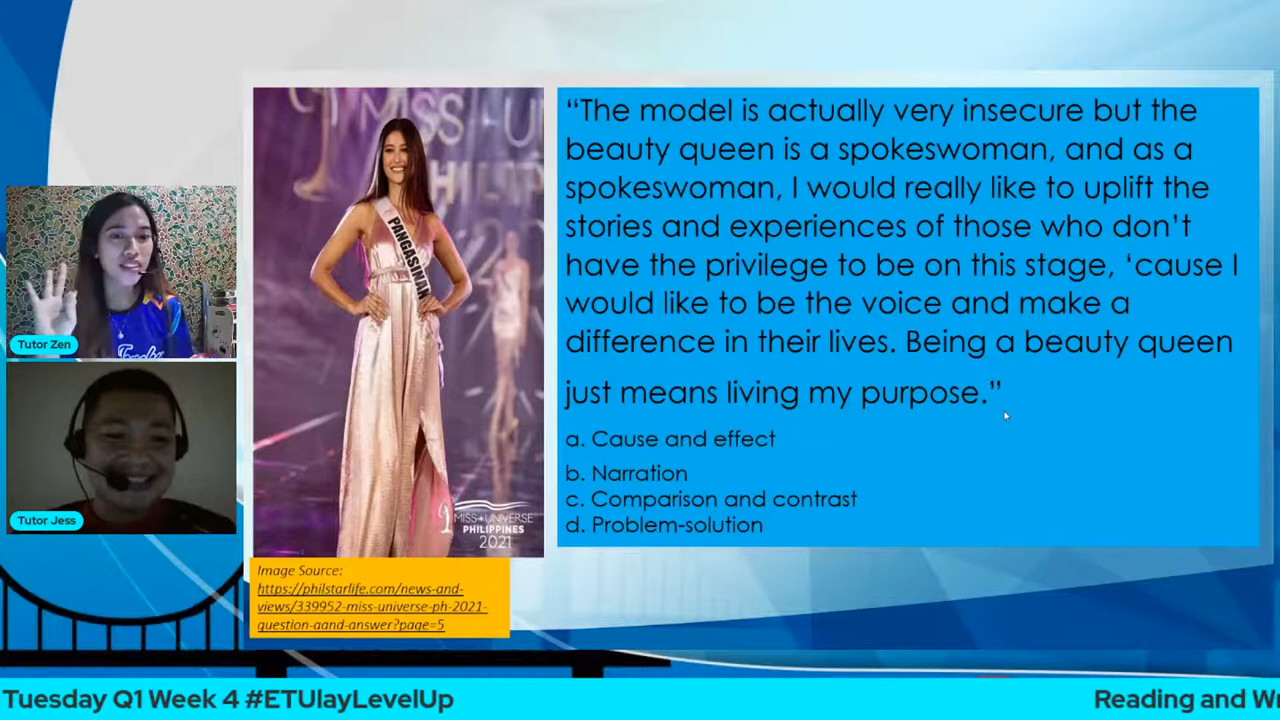 “The model is actually very insecure but the
beauty queen is a spokeswoman, and as a
spokeswoman, I would really like to uplift the
stories and experiences of those who don’t
have the privilege to be on this stage, ‘cause I
would like to be the voice and make a
difference in their lives. Being a beauty queen
just means living my purpose.”
a. Cause and effect
b. Narration
c. Comparison and contrast
d. Problem-solution
PANGASINAN
MISS UNIVERSE
PHILIPPINES
2021
Image Source:
https://philstarlife.com/news-and-
views/339952-miss-universe-ph-2021-
question-aand-answer?page=5
Tutor Zen
Tutor Jess
Tuesday Q1 Week 4 #ETUlayLevelUp
Reading and